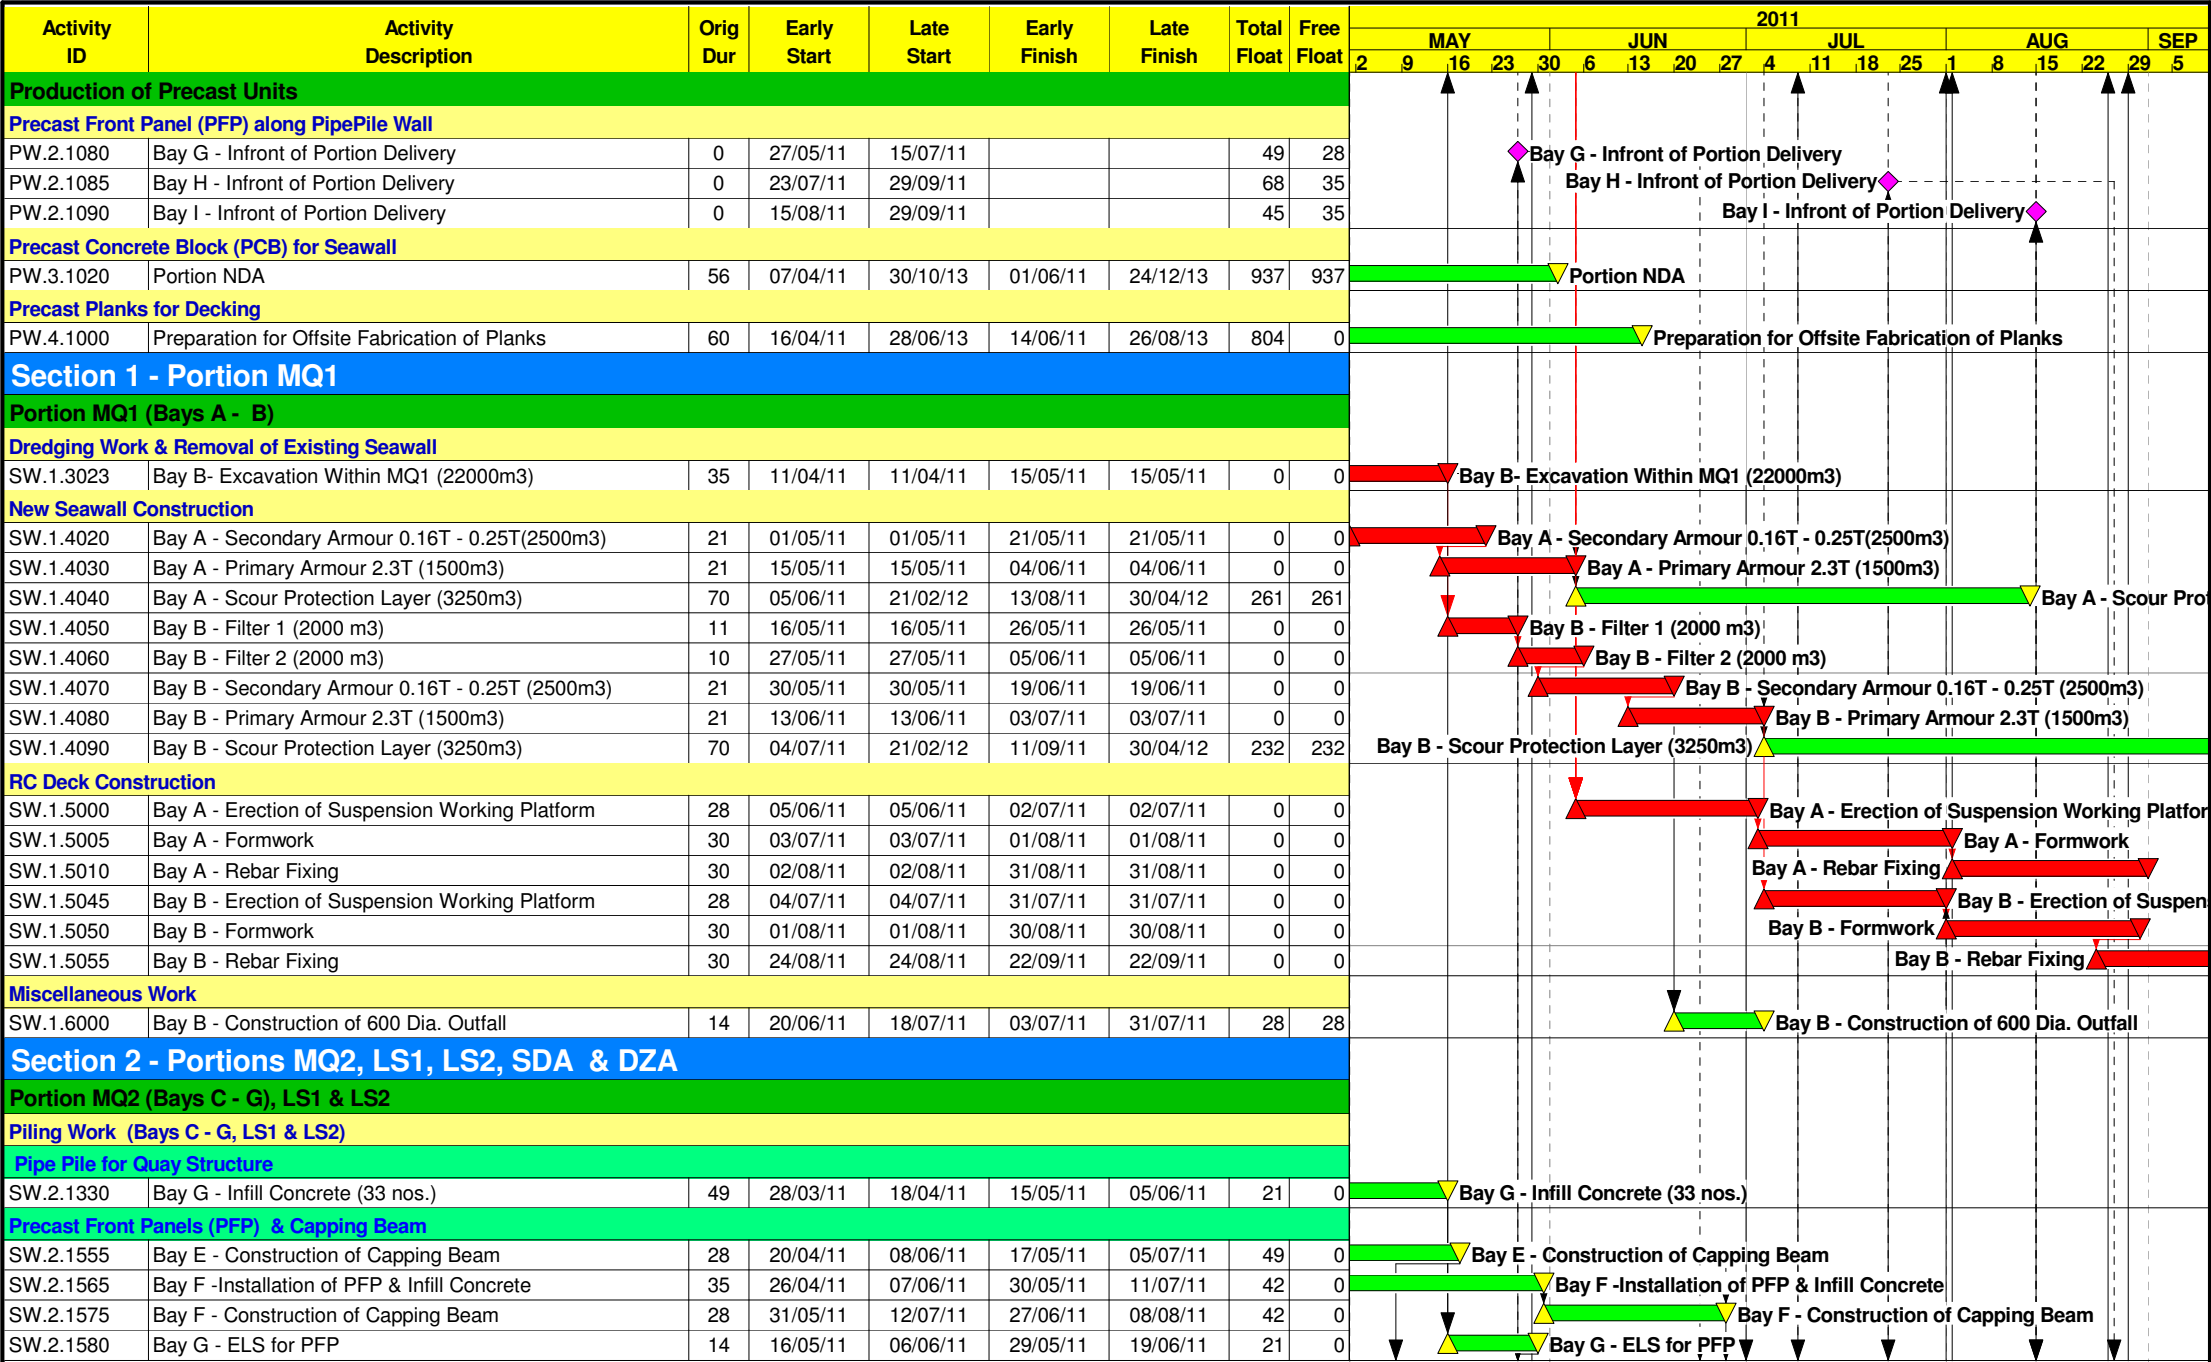 Activity ID Activity Description Orig Dur Early Start Late Start Early Finish Late Finish Total Float Free Float 2011
MAY JUN JUL AUG SEP
2 9 16 23 30 6 13 20 27 4 11 18 25 1 8 15 22 29 5
Production of Precast Units
Precast Front Panel (PFP) along PipePile Wall
PW.2.1080 Bay G - Infront of Portion Delivery 0 27/05/11 15/07/11 49 28 Bay G - Infront of Portion Delivery
PW.2.1085 Bay H - Infront of Portion Delivery 0 23/07/11 29/09/11 68 35 Bay H - Infront of Portion Delivery
PW.2.1090 Bay I - Infront of Portion Delivery 0 15/08/11 29/09/11 45 35 Bay I - Infront of Portion Delivery
Precast Concrete Block (PCB) for Seawall
PW.3.1020 Portion NDA 56 07/04/11 30/10/13 01/06/11 24/12/13 937 937 Portion NDA
Precast Planks for Decking
PW.4.1000 Preparation for Offsite Fabrication of Planks 60 16/04/11 28/06/13 14/06/11 26/08/13 804 0 Preparation for Offsite Fabrication of Planks
Section 1 - Portion MQ1
Portion MQ1 (Bays A - B)
Dredging Work & Removal of Existing Seawall
SW.1.3023 Bay B- Excavation Within MQ1 (22000m3) 35 11/04/11 11/04/11 15/05/11 15/05/11 0 0 Bay B- Excavation Within MQ1 (22000m3)
New Seawall Construction
SW.1.4020 Bay A - Secondary Armour 0.16T - 0.25T(2500m3) 21 01/05/11 01/05/11 21/05/11 21/05/11 0 0 Bay A - Secondary Armour 0.16T - 0.25T(2500m3)
SW.1.4030 Bay A - Primary Armour 2.3T (1500m3) 21 15/05/11 15/05/11 04/06/11 04/06/11 0 0 Bay A - Primary Armour 2.3T (1500m3)
SW.1.4040 Bay A - Scour Protection Layer (3250m3) 70 05/06/11 21/02/12 13/08/11 30/04/12 261 261 Bay A - Scour Prot
SW.1.4050 Bay B - Filter 1 (2000 m3) 11 16/05/11 16/05/11 26/05/11 26/05/11 0 0 Bay B - Filter 1 (2000 m3)
SW.1.4060 Bay B - Filter 2 (2000 m3) 10 27/05/11 27/05/11 05/06/11 05/06/11 0 0 Bay B - Filter 2 (2000 m3)
SW.1.4070 Bay B - Secondary Armour 0.16T - 0.25T (2500m3) 21 30/05/11 30/05/11 19/06/11 19/06/11 0 0 Bay B - Secondary Armour 0.16T - 0.25T (2500m3)
SW.1.4080 Bay B - Primary Armour 2.3T (1500m3) 21 13/06/11 13/06/11 03/07/11 03/07/11 0 0 Bay B - Primary Armour 2.3T (1500m3)
SW.1.4090 Bay B - Scour Protection Layer (3250m3) 70 04/07/11 21/02/12 11/09/11 30/04/12 232 232 Bay B - Scour Protection Layer (3250m3)
RC Deck Construction
SW.1.5000 Bay A - Erection of Suspension Working Platform 28 05/06/11 05/06/11 02/07/11 02/07/11 0 0 Bay A - Erection of Suspension Working Platfor
SW.1.5005 Bay A - Formwork 30 03/07/11 03/07/11 01/08/11 01/08/11 0 0 Bay A - Formwork
SW.1.5010 Bay A - Rebar Fixing 30 02/08/11 02/08/11 31/08/11 31/08/11 0 0 Bay A - Rebar Fixing
SW.1.5045 Bay B - Erection of Suspension Working Platform 28 04/07/11 04/07/11 31/07/11 31/07/11 0 0 Bay B - Erection of Suspen
SW.1.5050 Bay B - Formwork 30 01/08/11 01/08/11 30/08/11 30/08/11 0 0 Bay B - Formwork
SW.1.5055 Bay B - Rebar Fixing 30 24/08/11 24/08/11 22/09/11 22/09/11 0 0 Bay B - Rebar Fixing
Miscellaneous Work
SW.1.6000 Bay B - Construction of 600 Dia. Outfall 14 20/06/11 18/07/11 03/07/11 31/07/11 28 28 Bay B - Construction of 600 Dia. Outfall
Section 2 - Portions MQ2, LS1, LS2, SDA & DZA
Portion MQ2 (Bays C - G), LS1 & LS2
Piling Work (Bays C - G, LS1 & LS2)
Pipe Pile for Quay Structure
SW.2.1330 Bay G - Infill Concrete (33 nos.) 49 28/03/11 18/04/11 15/05/11 05/06/11 21 0 Bay G - Infill Concrete (33 nos.)
Precast Front Panels (PFP) & Capping Beam
SW.2.1555 Bay E - Construction of Capping Beam 28 20/04/11 08/06/11 17/05/11 05/07/11 49 0 Bay E - Construction of Capping Beam
SW.2.1565 Bay F -Installation of PFP & Infill Concrete 35 26/04/11 07/06/11 30/05/11 11/07/11 42 0 Bay F -Installation of PFP & Infill Concrete
SW.2.1575 Bay F - Construction of Capping Beam 28 31/05/11 12/07/11 27/06/11 08/08/11 42 0 Bay F - Construction of Capping Beam
SW.2.1580 Bay G - ELS for PFP 14 16/05/11 06/06/11 29/05/11 19/06/11 21 0 Bay G - ELS for PFP